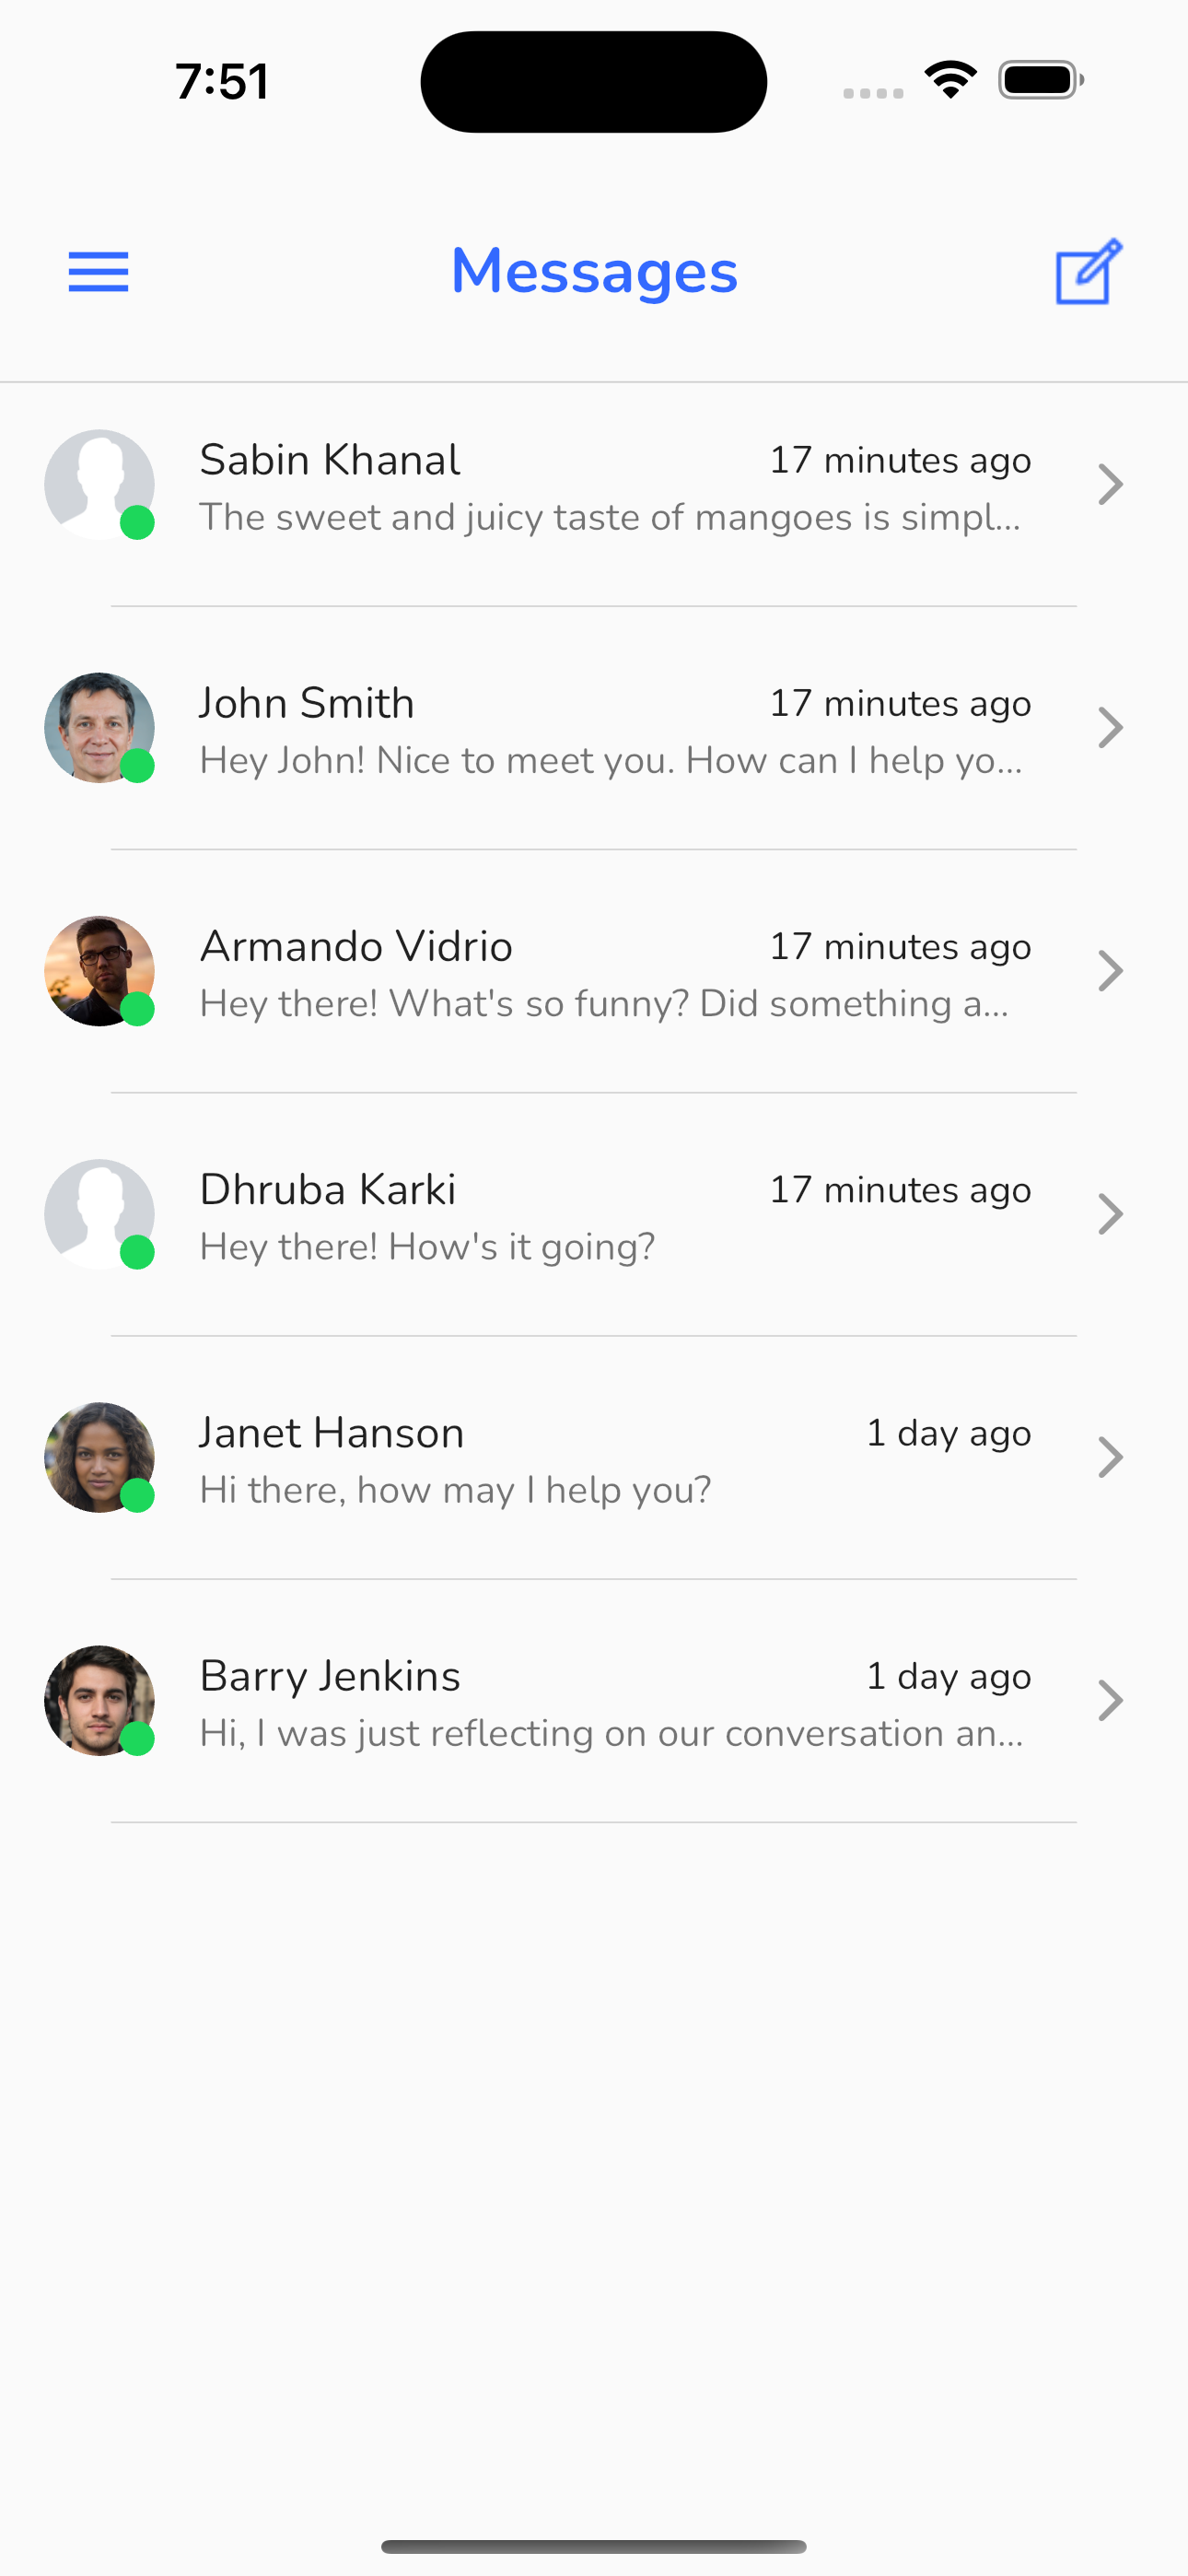 7:51
Messages
Sabin Khanal 17 minutes ago
The sweet and juicy taste of mangoes is simpl...
John Smith 17 minutes ago
Hey John! Nice to meet you. How can I help yo...
Armando Vidrio 17 minutes ago
Hey there! What's so funny? Did something a...
Dhruba Karki 17 minutes ago
Hey there! How's it going?
Janet Hanson 1 day ago
Hi there, how may I help you?
Barry Jenkins 1 day ago
Hi, I was just reflecting on our conversation an...